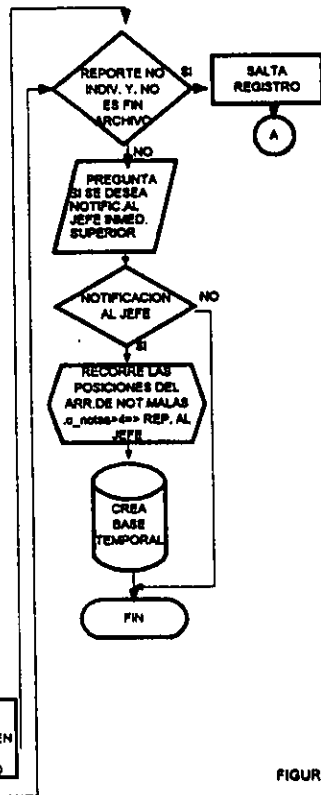 REPORTE NO
INDIV. Y. NO
ES FIN
ARCHIVO
SI
SALTA
REGISTRO
A
NO
PREGUNTA
SI SE DESEA
NOTIFIC.AL
JEFE INMED.
SUPERIOR
NOTIFICACION
AL JEFE
NO
SI
RECORRE LAS
POSICIONES DEL
ARR.DE NOT.MALAS
REP. AL
JEFE
CREA
BASE
TEMPORAL
FIN
EN
FIGUR